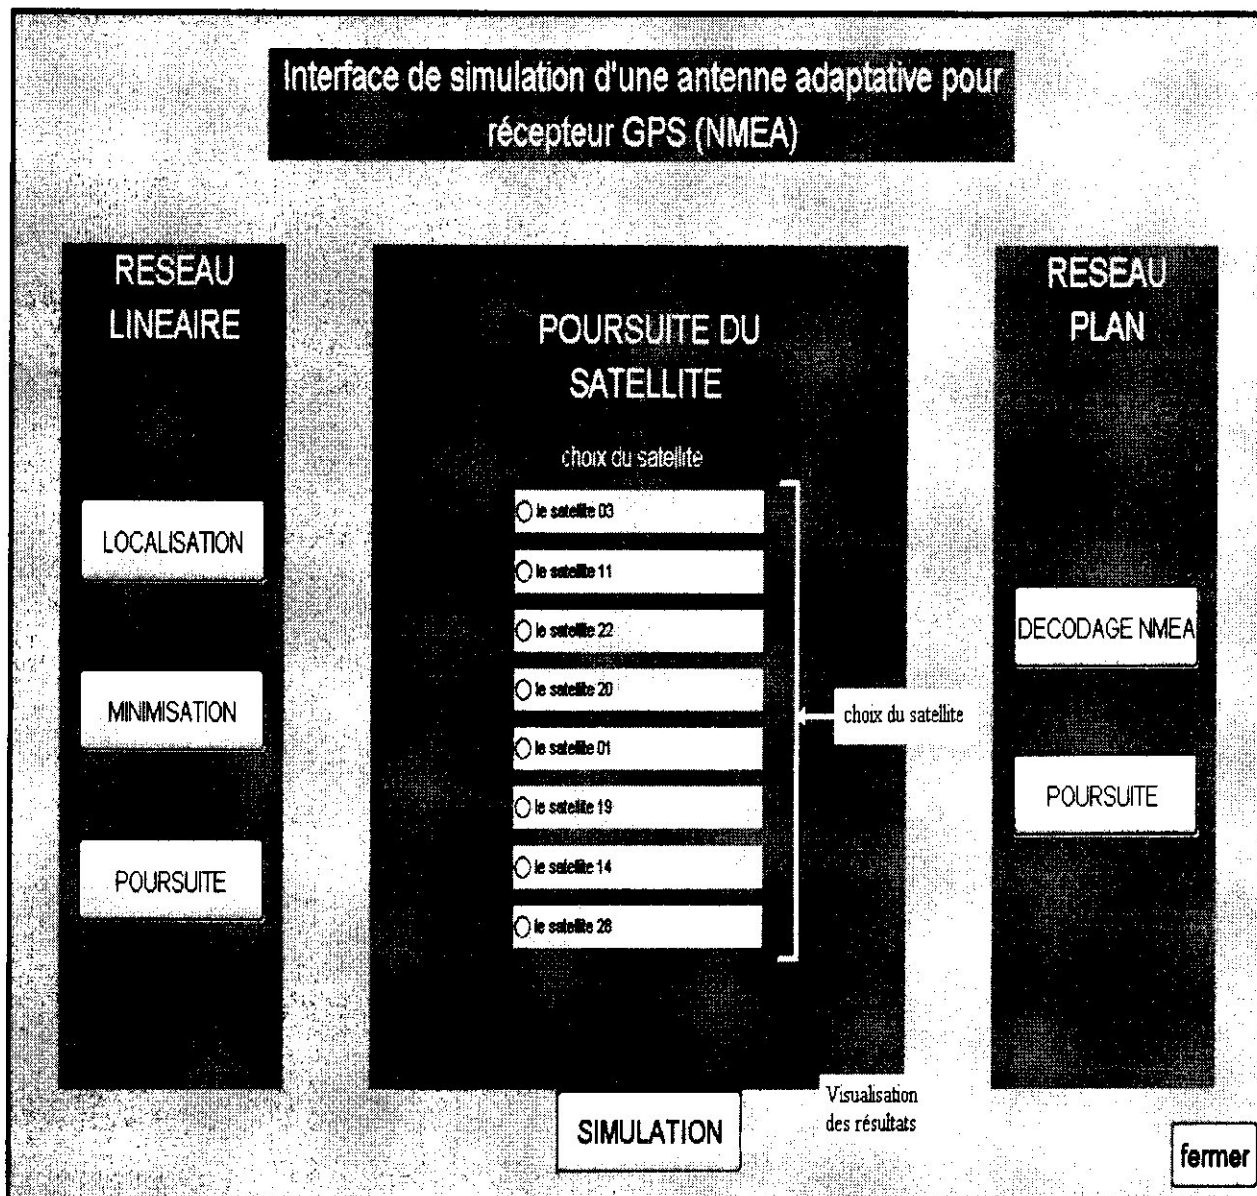 Interface de simulation d'une antenne adaptative pour
récepteur GPS (NMEA)
RESEAU
LINEAIRE
LOCALISATION
MINIMISATION
POURSUITE
POURSUITE DU
SATELLITE
choix du satellite
le satellite 03
le satellite 11
le satellite 22
le satellite 20
le satellite 01
le satellite 19
le satellite 14
le satellite 28
choix du satellite
RESEAU
PLAN
DECODAGE NMEA
POURSUITE
SIMULATION
Visualisation
des résultats
fermer